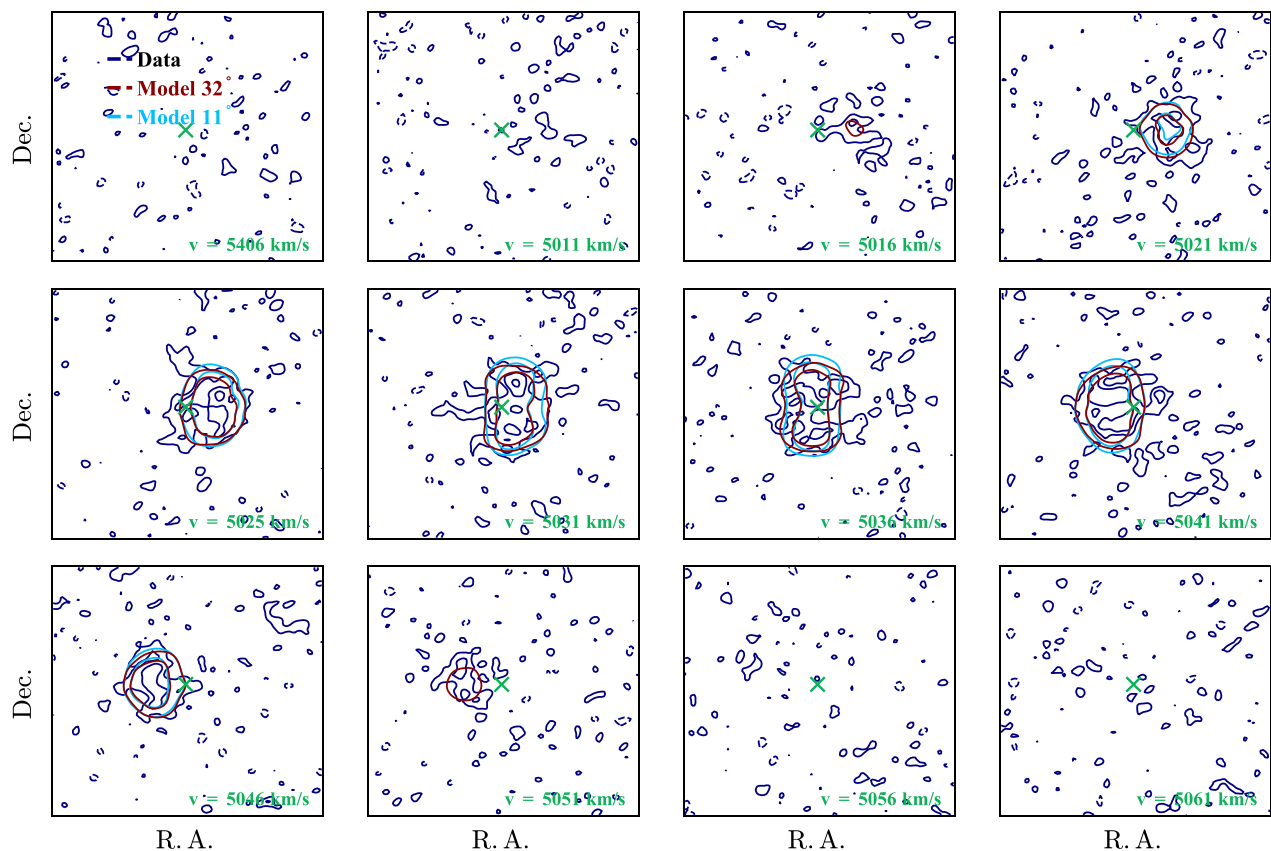 Data
Model 32°
Model 11°
Dec.
v = 5406 km/s
v = 5011 km/s
v = 5016 km/s
v = 5021 km/s
Dec.
v = 5025 km/s
v = 5031 km/s
v = 5036 km/s
v = 5041 km/s
Dec.
v = 5046 km/s
v = 5051 km/s
v = 5056 km/s
v = 5061 km/s
R. A.
R. A.
R. A.
R. A.